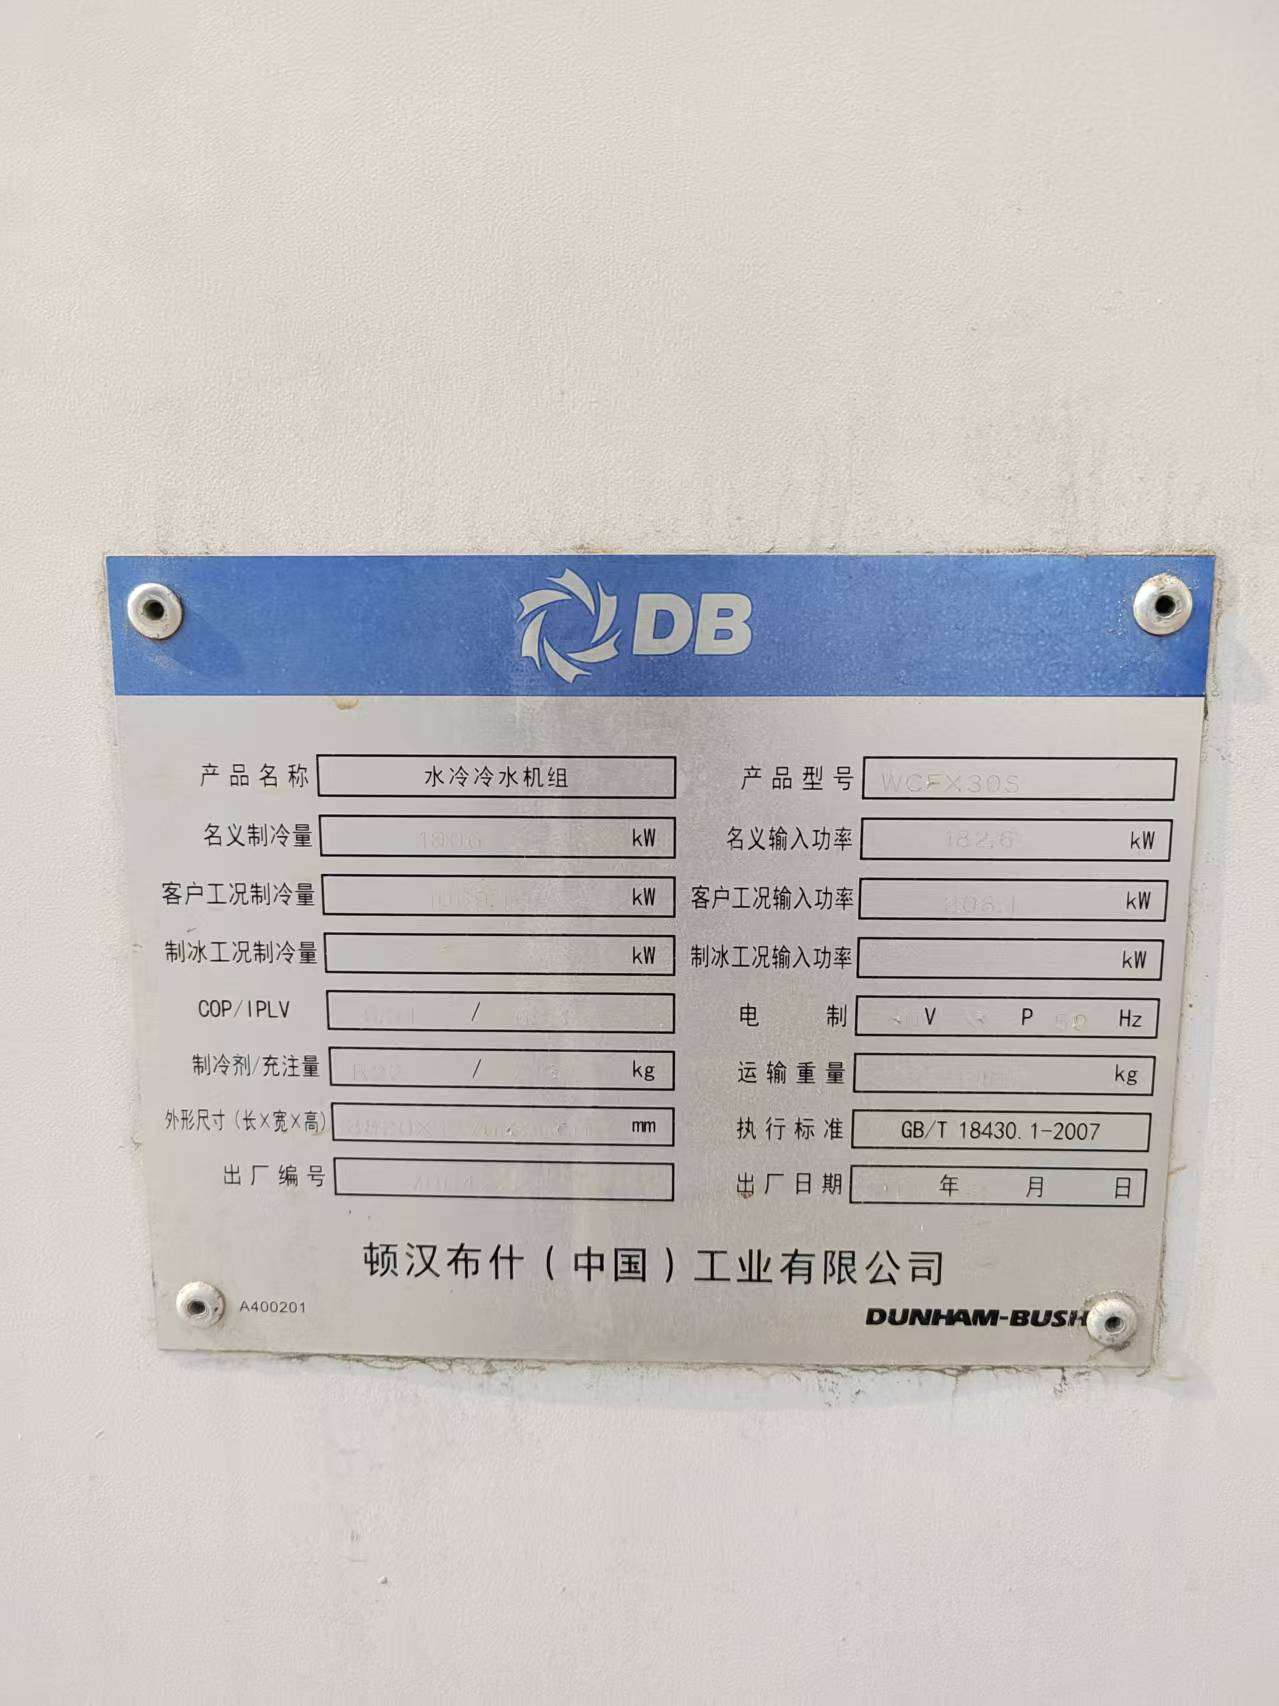 DB
产品名称 水冷冷水机组 产品型号 WCFX30S
名义制冷量 kW 名义输入功率 182.6 kW
客户工况制冷量 kW 客户工况输入功率 kW
制冰工况制冷量 kW 制冰工况输入功率 kW
COP/IPLV / 电制 V P 50 Hz
制冷剂/充注量 R22 / kg 运输重量 kg
外形尺寸(长×宽×高) mm 执行标准 GB/T 18430.1-2007
出厂编号 出厂日期 年 月 日
顿汉布什(中国)工业有限公司
A400201 DUNHAM-BUSH